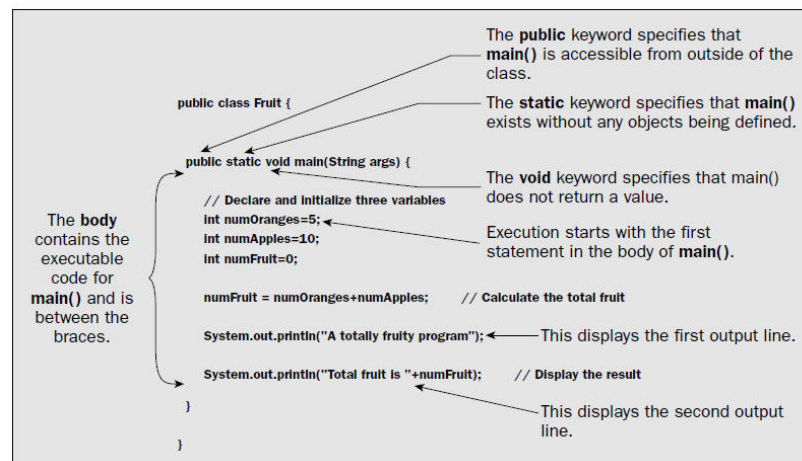 The public keyword specifies that
main() is accessible from outside of the
class.
public class Fruit {
The static keyword specifies that main()
exists without any objects being defined.
public static void main(String args) {
The void keyword specifies that main()
does not return a value.
// Declare and initialize three variables
int numOranges=5;
int numApples=10;
int numFruit=0;
Execution starts with the first
statement in the body of main().
The body
contains the
executable
code for
main() and is
between the
braces.
numFruit = numOranges+numApples; // Calculate the total fruit
System.out.println("A totally fruity program");
This displays the first output line.
System.out.println("Total fruit is "+numFruit); // Display the result
This displays the second output
line.
}
}